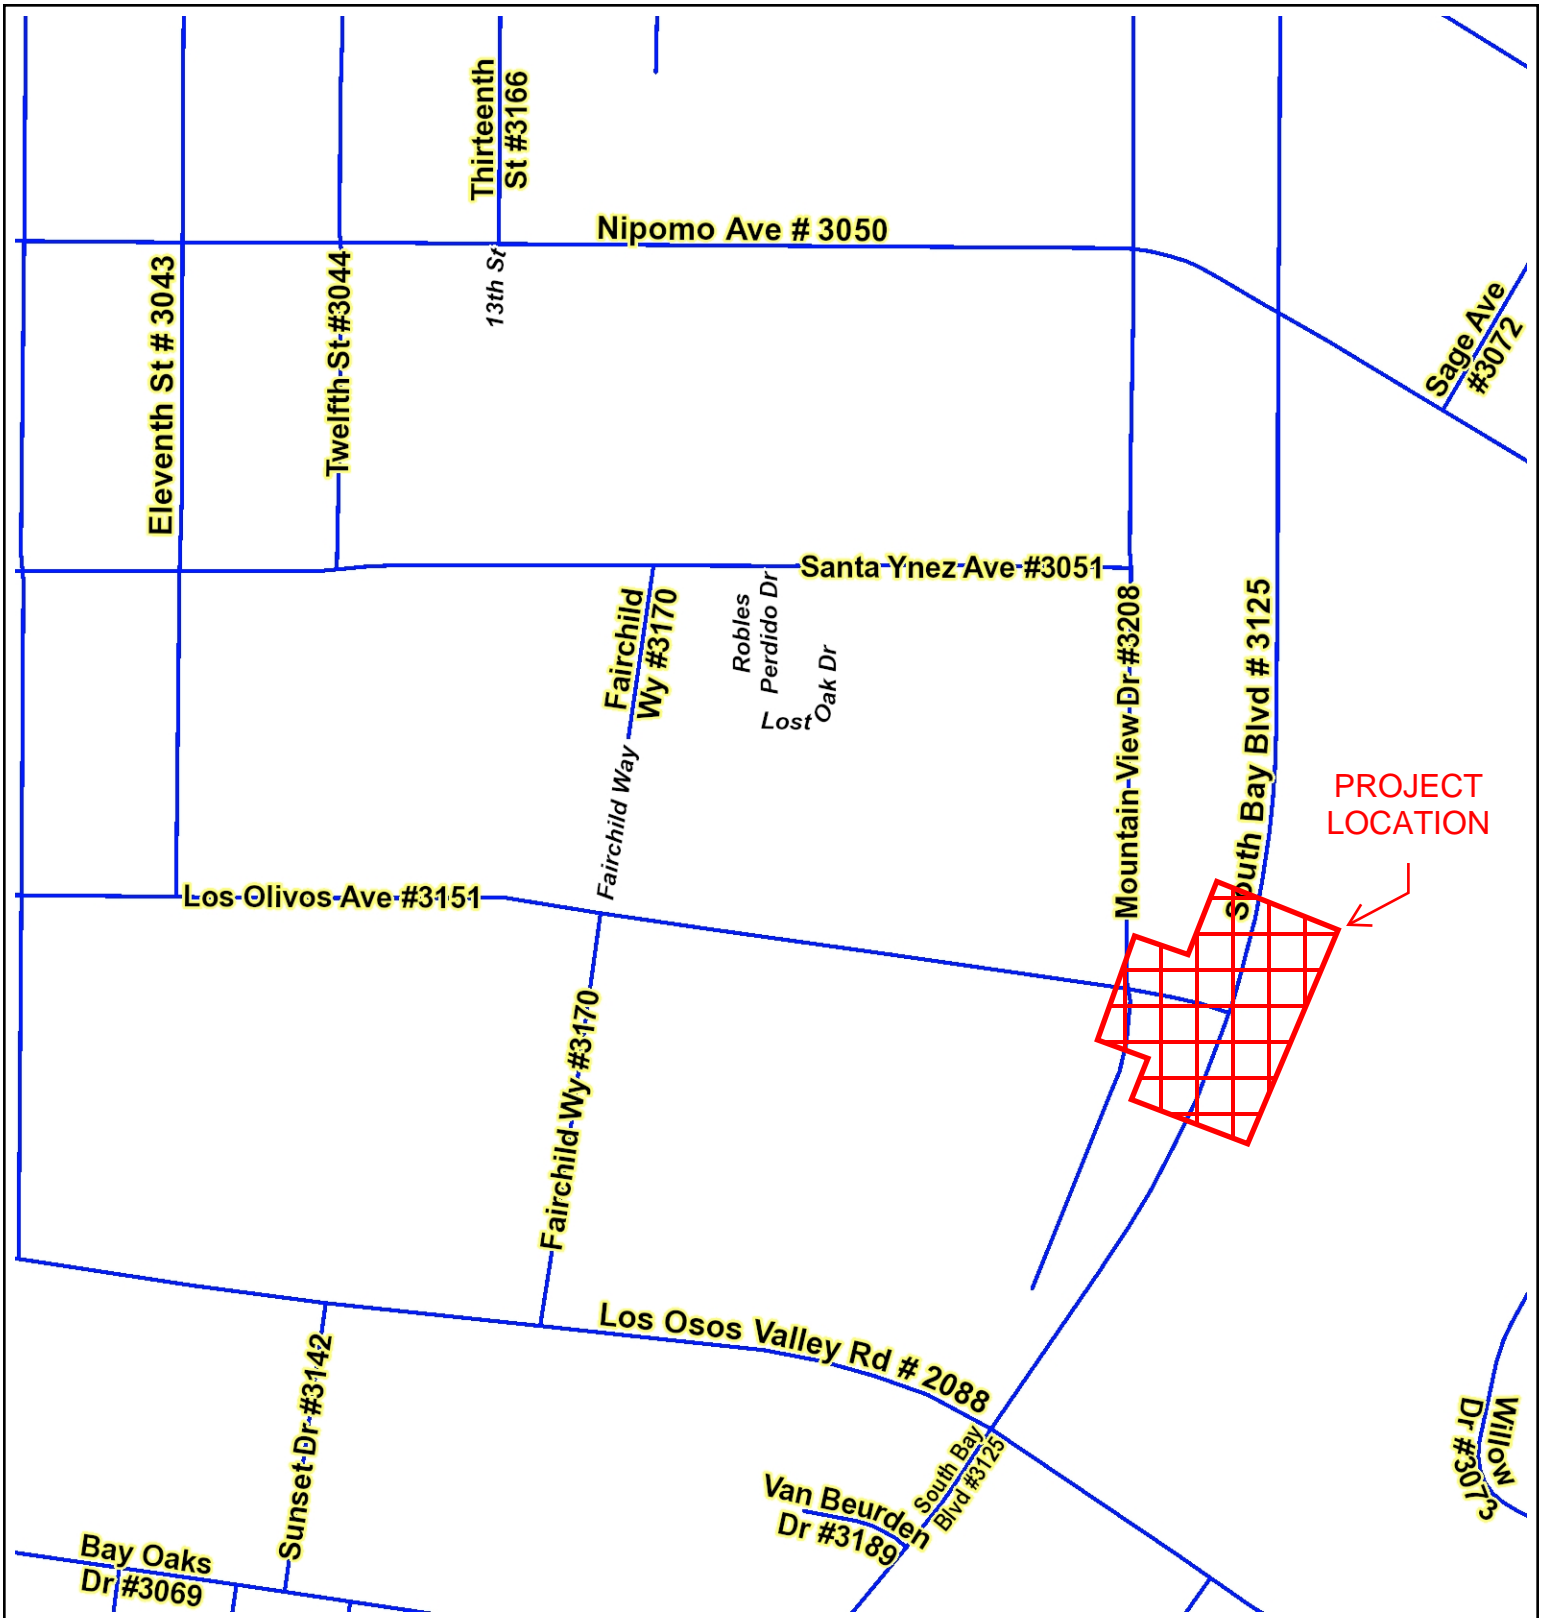 Thirteenth
St #3166
Nipomo Ave # 3050
13th St
Eleventh St # 3043
Twelfth St #3044
Sage Ave
#3072
Santa Ynez Ave #3051
Fairchild
Wy #3170
Robles
Perdido Dr
Lost Oak Dr
Mountain View Dr #3208
South Bay Blvd # 3125
Fairchild Way
PROJECT
LOCATION
Los Olivos Ave #3151
Fairchild Wy #3170
Los Osos Valley Rd # 2088
Sunset Dr #3142
South Bay
Blvd #3125
Van Beurden
Dr #3189
Willow
Dr #3073
Bay Oaks
Dr #3069